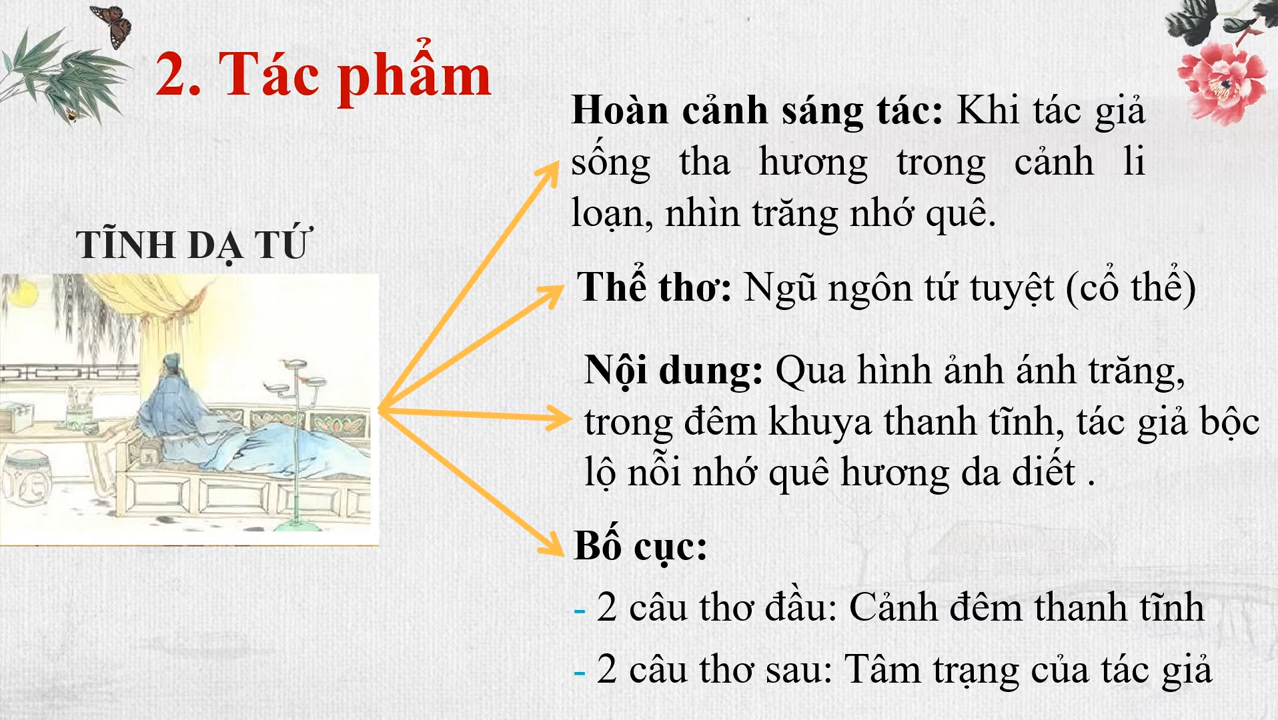 2. Tác phẩm
TĨNH DẠ TỨ
Hoàn cảnh sáng tác: Khi tác giả
sống tha hương trong cảnh li
loạn, nhìn trăng nhớ quê.
Thể thơ: Ngũ ngôn tứ tuyệt (cổ thể)
Nội dung: Qua hình ảnh ánh trăng,
trong đêm khuya thanh tĩnh, tác giả bộc
lộ nỗi nhớ quê hương da diết .
Bố cục:
- 2 câu thơ đầu: Cảnh đêm thanh tĩnh
- 2 câu thơ sau: Tâm trạng của tác giả